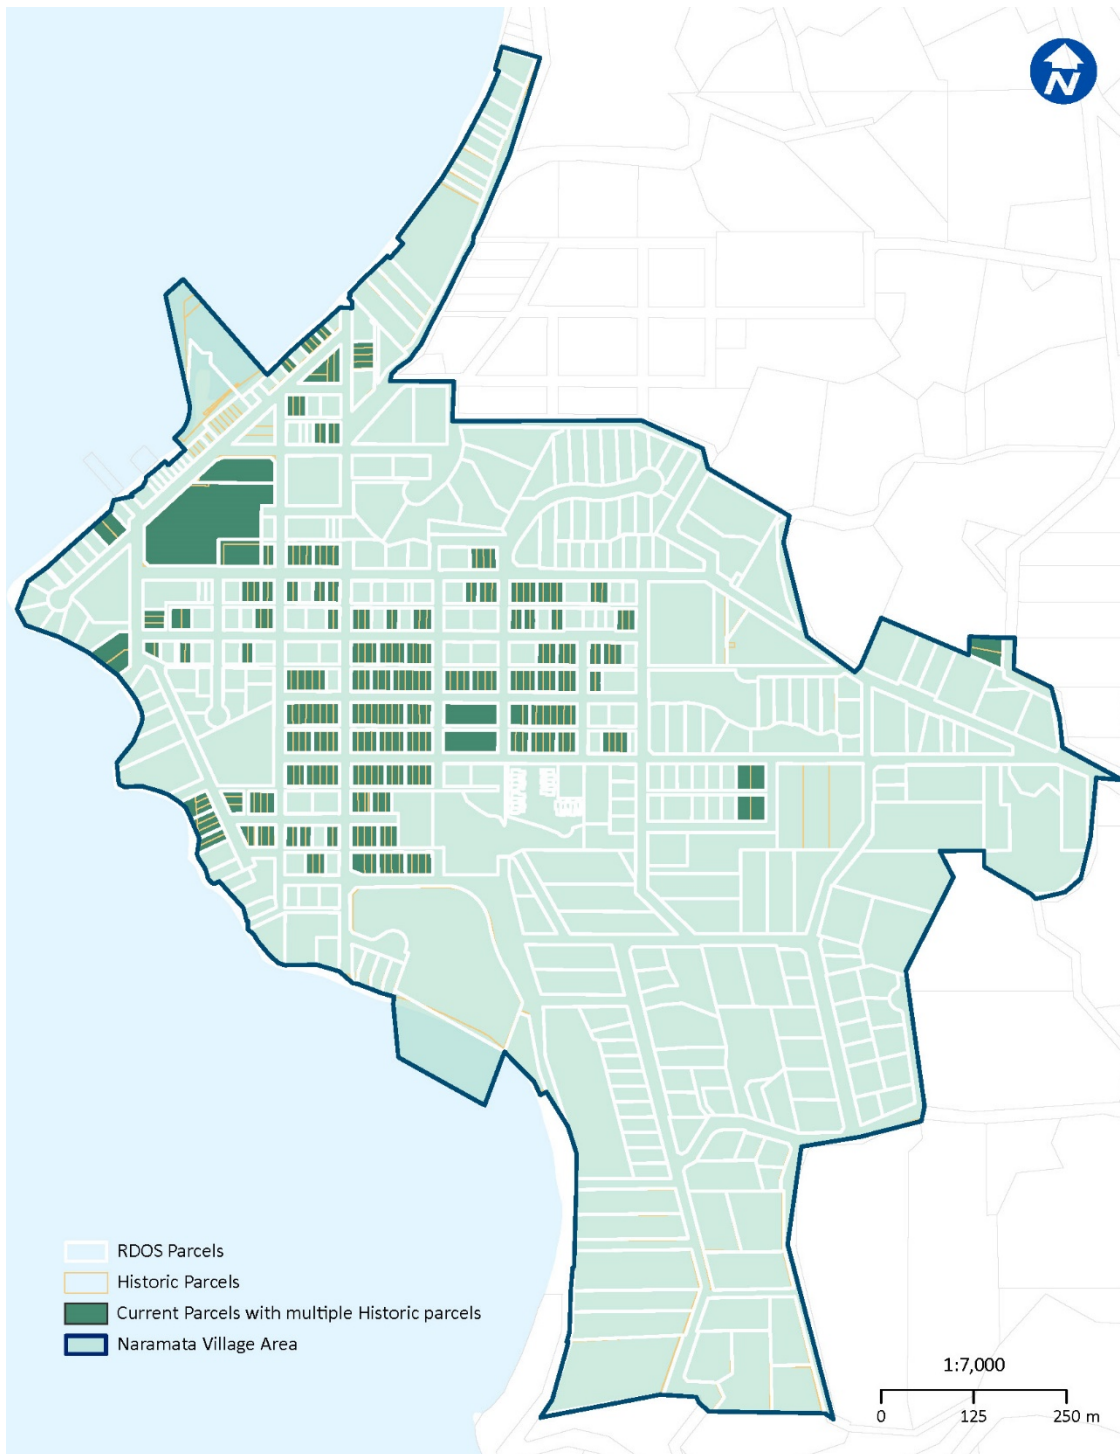 N
RDOS Parcels
Historic Parcels
Current Parcels with multiple Historic parcels
Naramata Village Area
1:7,000
0 125 250 m